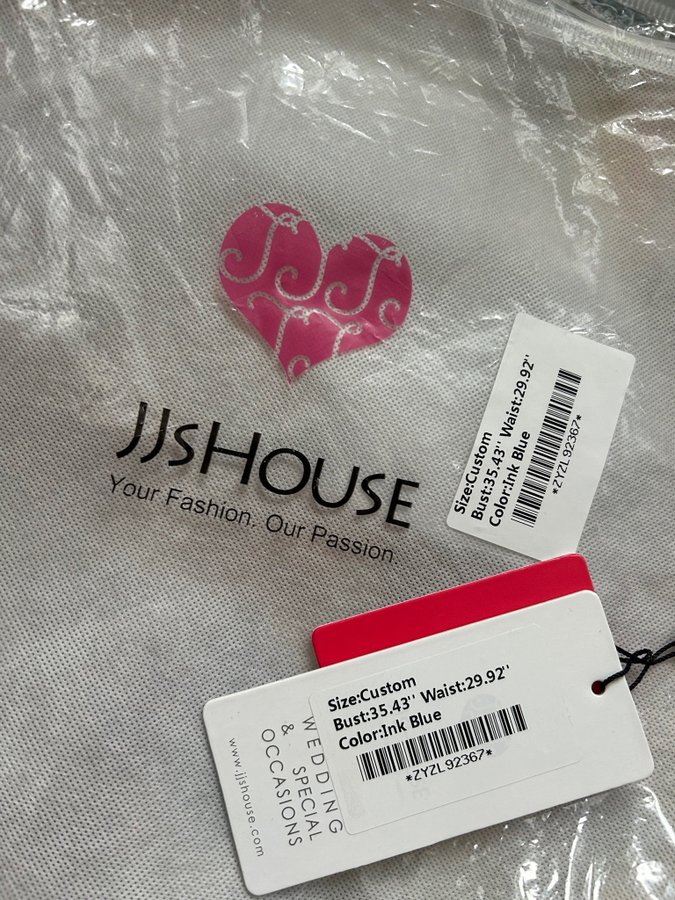 JJsHOUSE
Your Fashion. Our Passion.
Size:Custom
Bust:35.43'' Waist:29.92''
Color:Ink Blue
*ZYZL92367*
Size:Custom
Bust:35.43'' Waist:29.92''
Color:Ink Blue
*ZYZL92367*
WEDDING
&
SPECIAL
OCCASIONS
www.jjshouse.com